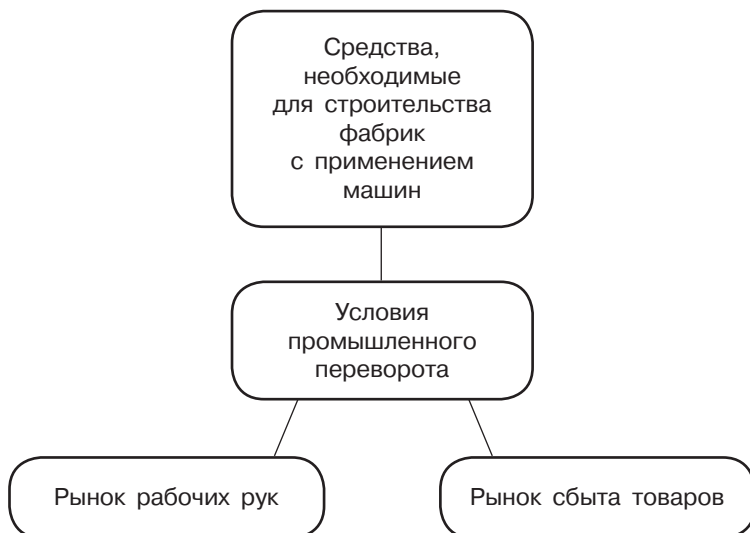 Средства,
необходимые
для строительства
фабрик
с применением
машин
Условия
промышленного
переворота
Рынок рабочих рук
Рынок сбыта товаров